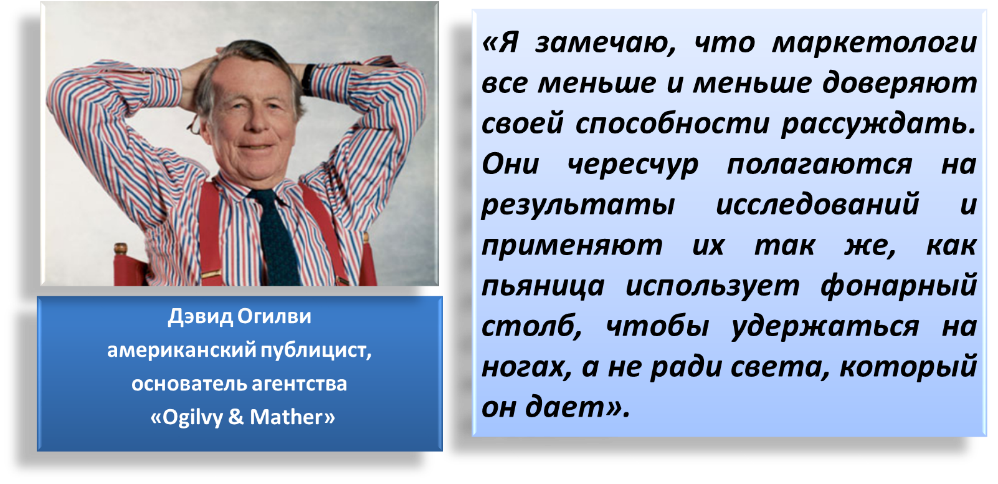 Дэвид Огилви
американский публицист,
основатель агентства
«Ogilvy & Mather»
«Я замечаю, что маркетологи
все меньше и меньше доверяют
своей способности рассуждать.
Они чересчур полагаются на
результаты исследований и
применяют их так же, как
пьяница использует фонарный
столб, чтобы удержаться на
ногах, а не ради света, который
он дает».